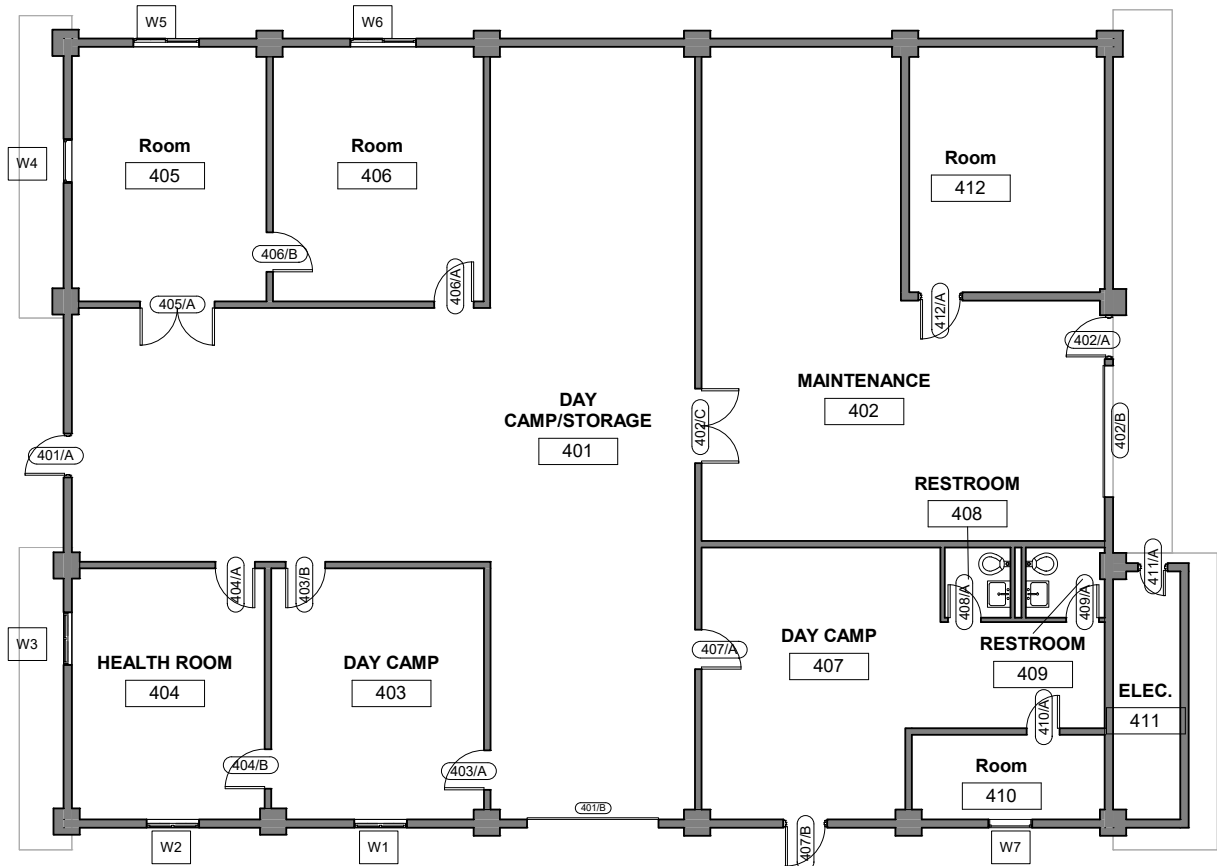 W5
W6
Room
405
Room
406
W4
Room
412
406/B
405/A
406/A
412/A
402/A
DAY
CAMP/STORAGE
401
MAINTENANCE
402
402/C
402/B
401/A
RESTROOM
408
404/A
403/B
411/A
408/A
409/A
W3
HEALTH ROOM
404
DAY CAMP
403
407/A
DAY CAMP
407
RESTROOM
409
ELEC.
411
410/A
404/B
403/A
Room
410
401/B
407/B
W2
W1
W7